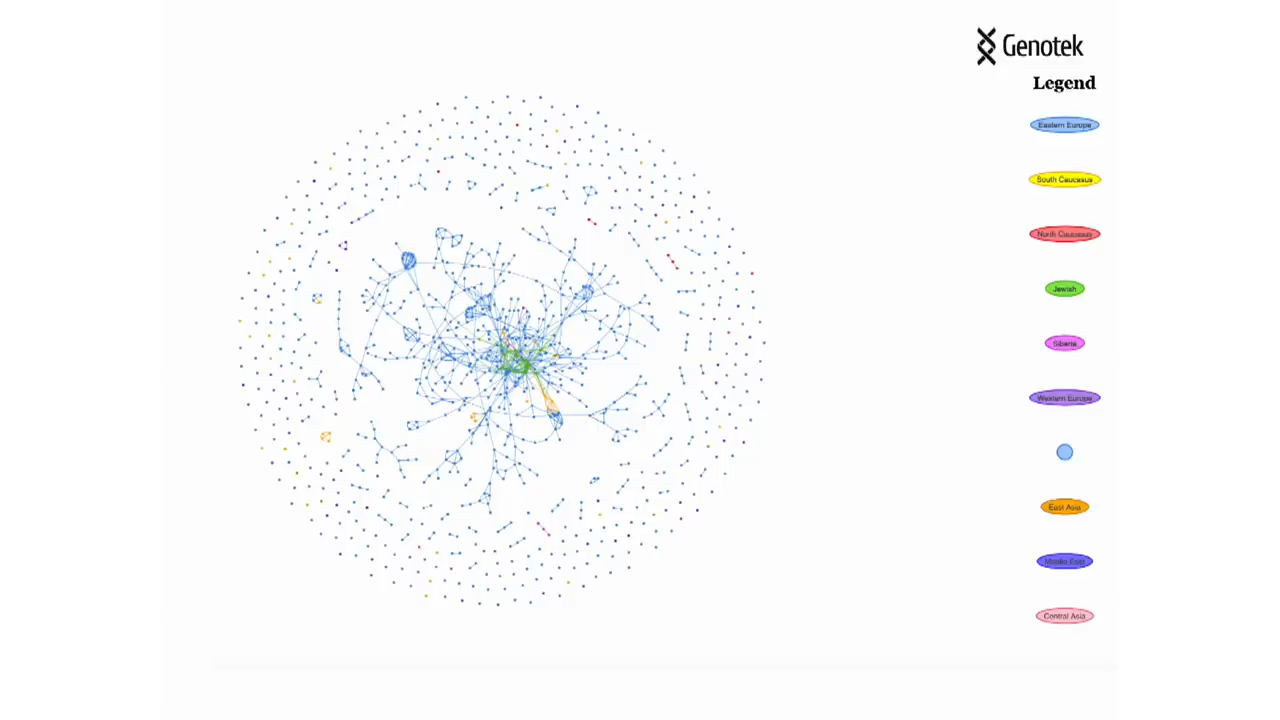 Genotek
Legend
Eastern Europe
South Caucasus
North Caucasus
Jewish
Siberia
Western Europe
East Asia
Middle East
Central Asia